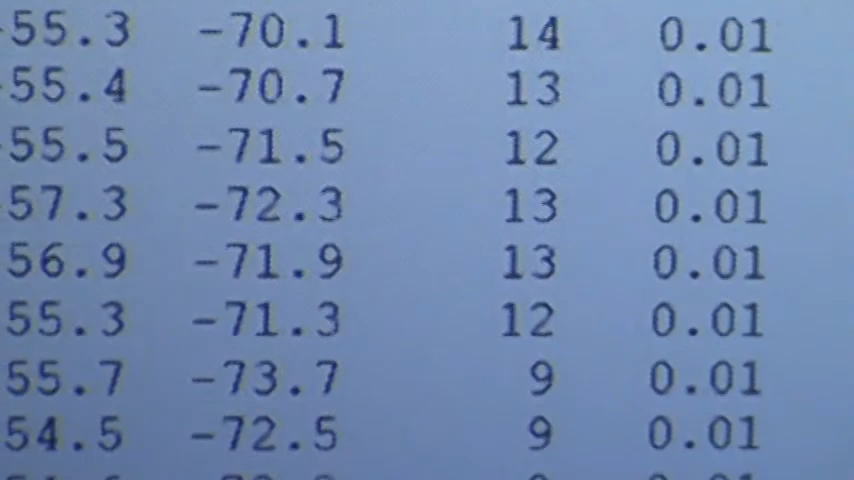 -55.3 -70.1 14 0.01
-55.4 -70.7 13 0.01
-55.5 -71.5 12 0.01
-57.3 -72.3 13 0.01
56.9 -71.9 13 0.01
55.3 -71.3 12 0.01
55.7 -73.7 9 0.01
54.5 -72.5 9 0.01